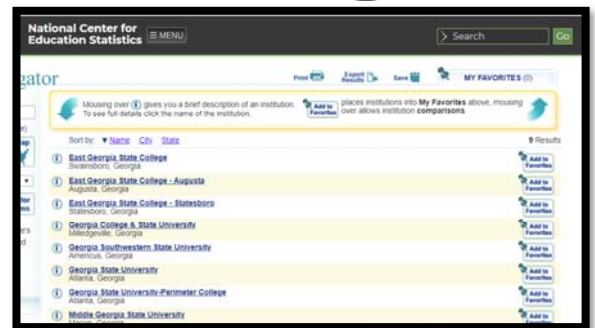 National Center for
Education Statistics
☰ MENU
Search
Go
gator
Print
Export Results
Save
MY FAVORITES (0)
Mousing over (i) gives you a brief description of an institution.
To see full details click the name of the institution.
Add to Favorites
places institutions into My Favorites above, mousing
over allows institution comparisons.
Sort by: ▼ Name City State
9 Results
East Georgia State College
Swainsboro, Georgia
Add to Favorites
East Georgia State College - Augusta
Augusta, Georgia
Add to Favorites
East Georgia State College - Statesboro
Statesboro, Georgia
Add to Favorites
Georgia College & State University
Milledgeville, Georgia
Add to Favorites
Georgia Southwestern State University
Americus, Georgia
Add to Favorites
Georgia State University
Atlanta, Georgia
Add to Favorites
Georgia State University-Perimeter College
Atlanta, Georgia
Add to Favorites
Middle Georgia State University
Macon, Georgia
Add to Favorites